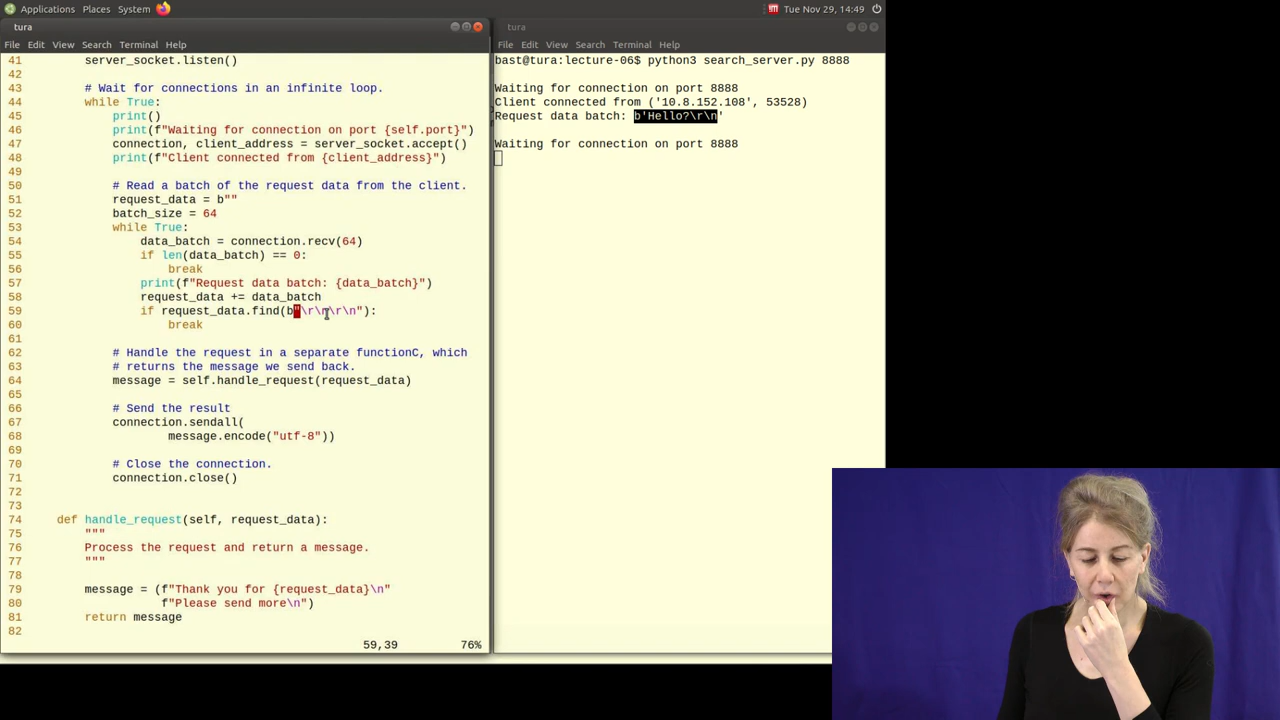 Applications Places System Tue Nov 29, 14:49
tura
File Edit View Search Terminal Help
41 server_socket.listen()
42
43 # Wait for connections in an infinite loop.
44 while True:
45 print()
46 print(f"Waiting for connection on port {self.port}")
47 connection, client_address = server_socket.accept()
48 print(f"Client connected from {client_address}")
49
50 # Read a batch of the request data from the client.
51 request_data = b""
52 batch_size = 64
53 while True:
54 data_batch = connection.recv(64)
55 if len(data_batch) == 0:
56 break
57 print(f"Request data batch: {data_batch}")
58 request_data += data_batch
59 if request_data.find(b"\r\n\r\n"):
60 break
61
62 # Handle the request in a separate functionC, which
63 # returns the message we send back.
64 message = self.handle_request(request_data)
65
66 # Send the result
67 connection.sendall(
68 message.encode("utf-8"))
69
70 # Close the connection.
71 connection.close()
72
73
74 def handle_request(self, request_data):
75 """
76 Process the request and return a message.
77 """
78
79 message = (f"Thank you for {request_data}\n"
80 f"Please send more\n")
81 return message
82
59,39 76%
tura
File Edit View Search Terminal Help
bast@tura:lecture-06$ python3 search_server.py 8888
Waiting for connection on port 8888
Client connected from ('10.8.152.108', 53528)
Request data batch: b'Hello?\r\n'
Waiting for connection on port 8888